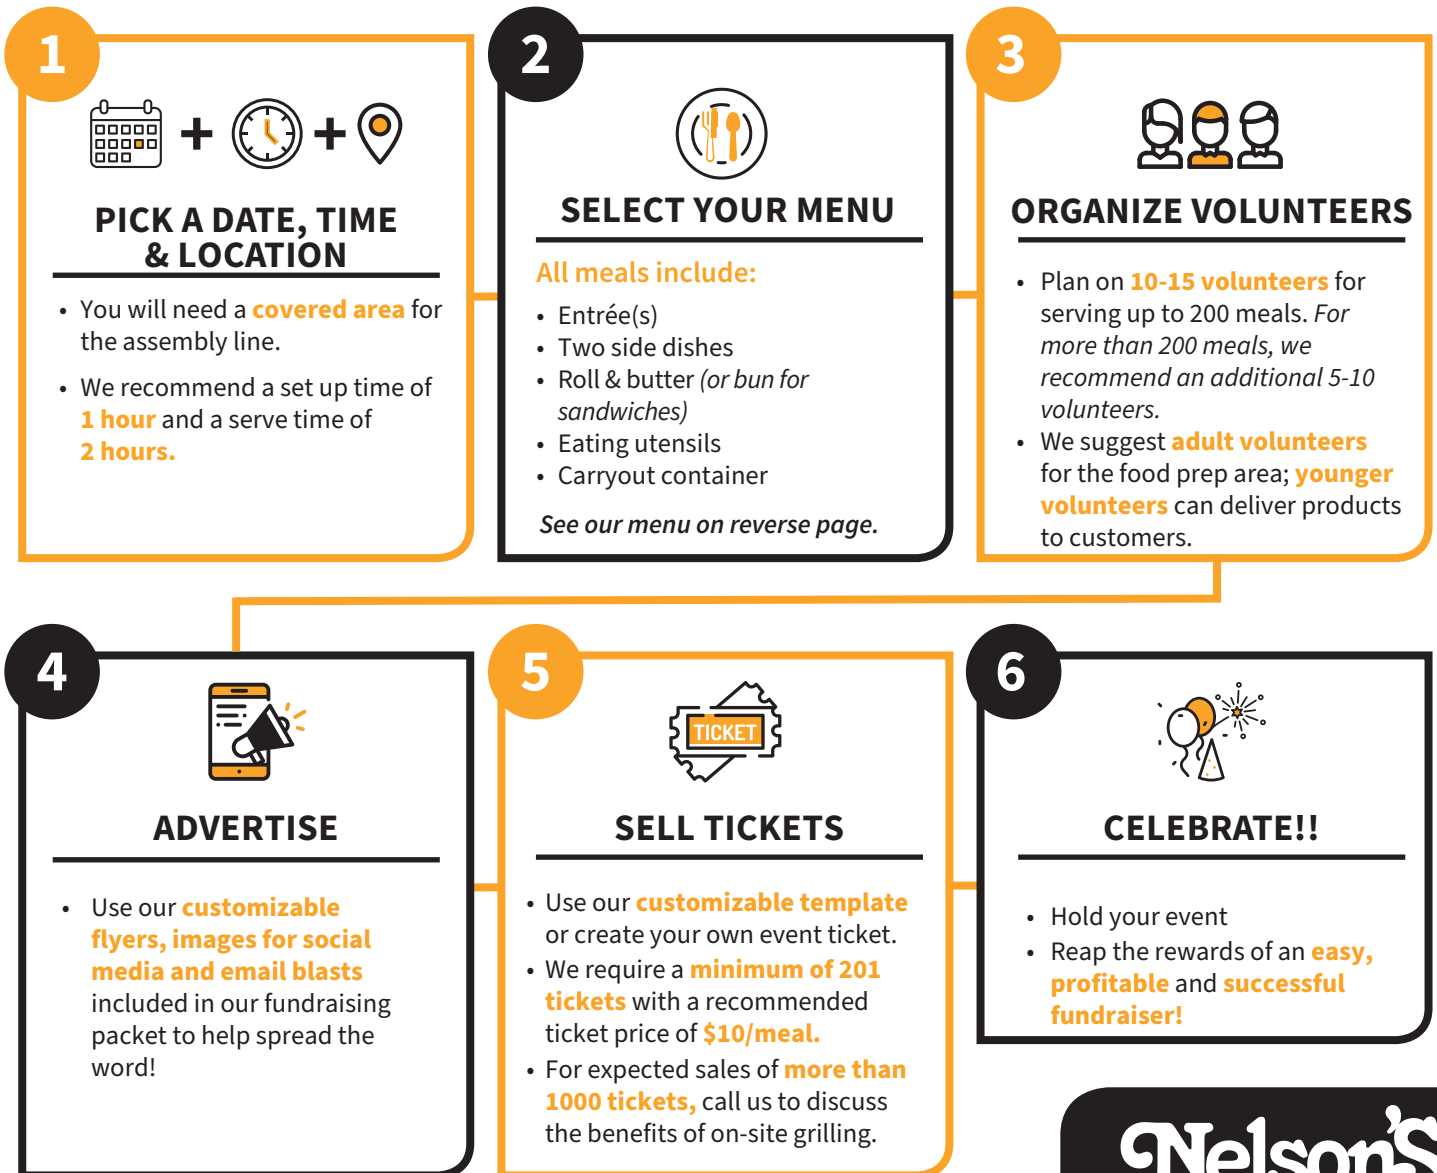 1
PICK A DATE, TIME
& LOCATION
• You will need a covered area for
the assembly line.
• We recommend a set up time of
1 hour and a serve time of
2 hours.
2
SELECT YOUR MENU
All meals include:
• Entrée(s)
• Two side dishes
• Roll & butter (or bun for
sandwiches)
• Eating utensils
• Carryout container
See our menu on reverse page.
3
ORGANIZE VOLUNTEERS
• Plan on 10-15 volunteers for
serving up to 200 meals. For
more than 200 meals, we
recommend an additional 5-10
volunteers.
• We suggest adult volunteers
for the food prep area; younger
volunteers can deliver products
to customers.
4
ADVERTISE
• Use our customizable
flyers, images for social
media and email blasts
included in our fundraising
packet to help spread the
word!
5
TICKET
SELL TICKETS
• Use our customizable template
or create your own event ticket.
• We require a minimum of 201
tickets with a recommended
ticket price of $10/meal.
• For expected sales of more than
1000 tickets, call us to discuss
the benefits of on-site grilling.
6
CELEBRATE!!
• Hold your event
• Reap the rewards of an easy,
profitable and successful
fundraiser!
Nelson's